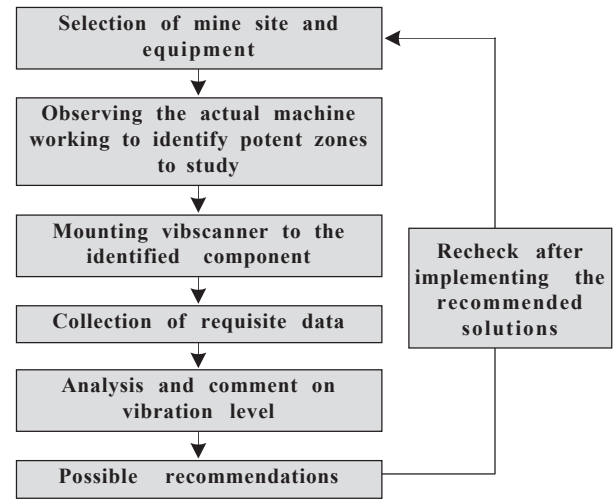 Selection of mine site and
equipment
Observing the actual machine
working to identify potent zones
to study
Mounting vibscanner to the
identified component
Collection of requisite data
Analysis and comment on
vibration level
Possible recommendations
Recheck after
implementing the
recommended
solutions